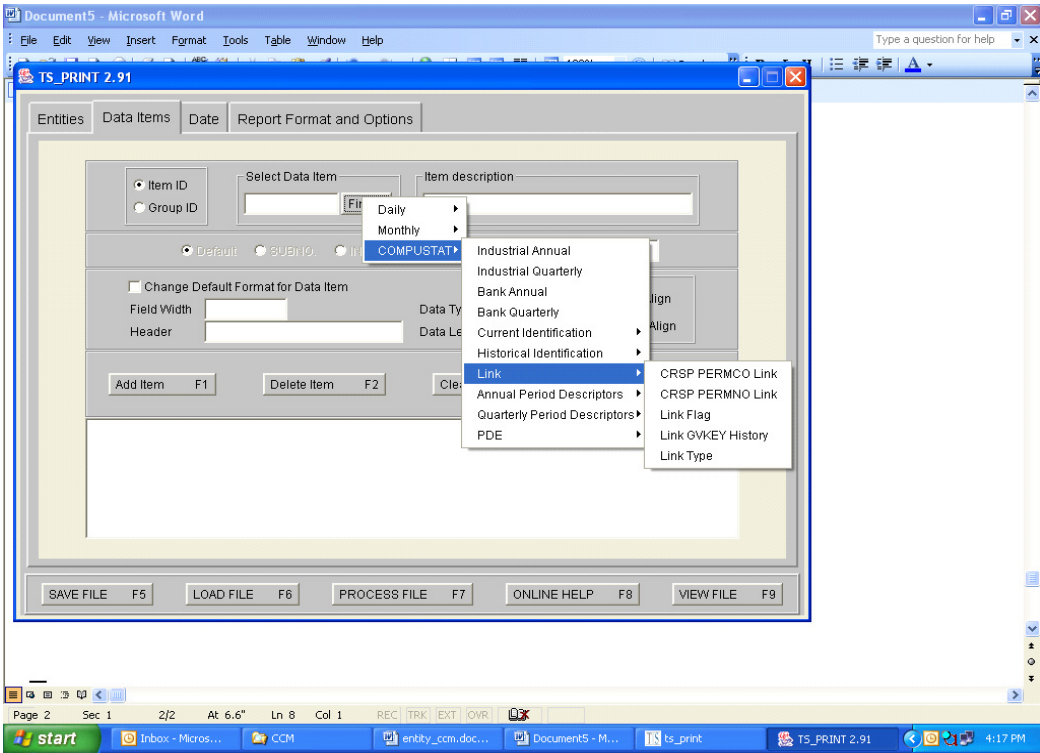 Document5 - Microsoft Word
File Edit View Insert Format Tools Table Window Help Type a question for help
TS_PRINT 2.91
Entities Data Items Date Report Format and Options
Select Data Item Item description
Item ID
Group ID
Daily
Monthly
Default SUBNO. COMPUSTAT Industrial Annual
Industrial Quarterly
Change Default Format for Data Item Bank Annual
Field Width Bank Quarterly
Header Current Identification
Historical Identification
Link CRSP PERMCO Link
Add Item F1 Delete Item F2 Annual Period Descriptors CRSP PERMNO Link
Quarterly Period Descriptors Link Flag
PDE Link GVKEY History
Link Type
SAVE FILE F5 LOAD FILE F6 PROCESS FILE F7 ONLINE HELP F8 VIEW FILE F9
Page 2 Sec 1 2/2 At 6.6" Ln 8 Col 1 REC TRK EXT OVR
start Inbox - Micros... CCM entity_ccm.doc... Document5 - M... ts_print TS_PRINT 2.91 4:17 PM